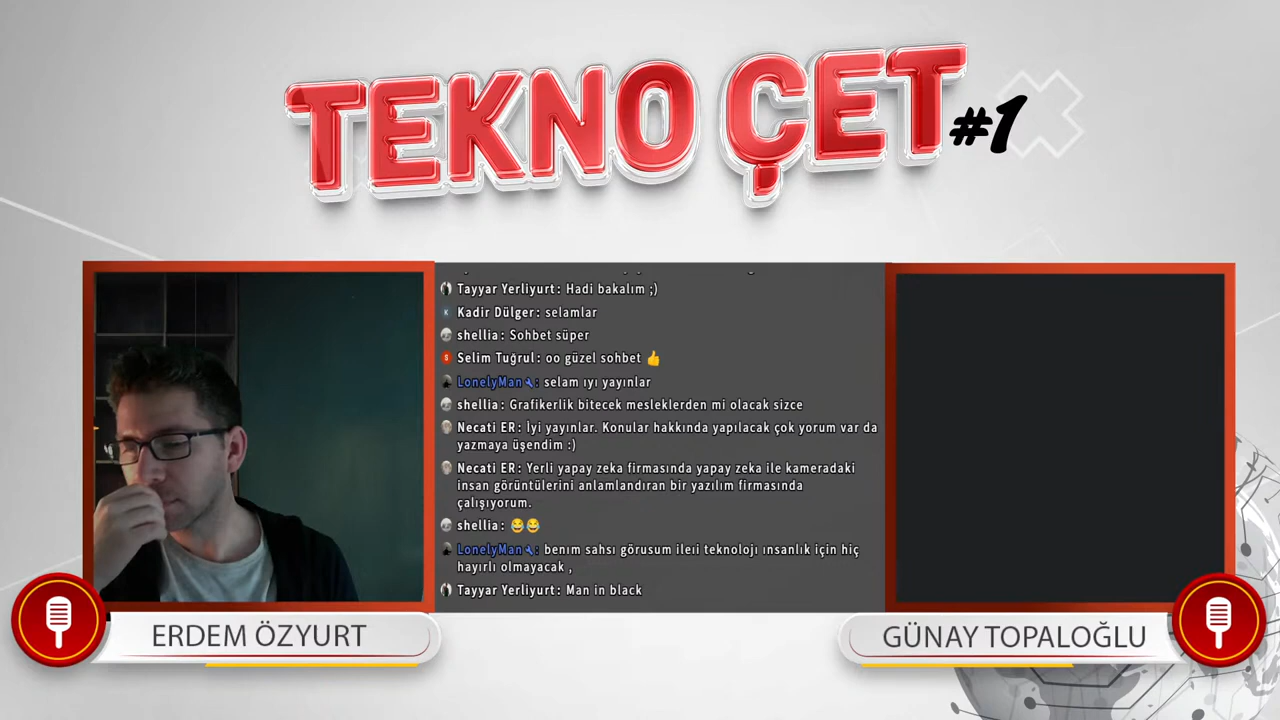 TEKNO ÇET
#1
Tayyar Yerliyurt: Hadi bakalım ;)
K Kadir Dülger: selamlar
shellia: Sohbet süper
S Selim Tuğrul: oo güzel sohbet 👍
LonelyMan🔧: selam ıyı yayınlar
shellia: Grafikerlik bitecek mesleklerden mi olacak sizce
Necati ER: İyi yayınlar. Konular hakkında yapılacak çok yorum var da
yazmaya üşendim :)
Necati ER: Yerli yapay zeka firmasında yapay zeka ile kameradaki
insan görüntülerini anlamlandıran bir yazılım firmasında
çalışıyorum.
shellia: 😂😂
LonelyMan🔧: benım sahsı görusum ileıi teknolojı ınsanlık için hiç
hayırlı olmayacak ,
Tayyar Yerliyurt: Man in black
ERDEM ÖZYURT
GÜNAY TOPALOĞLU